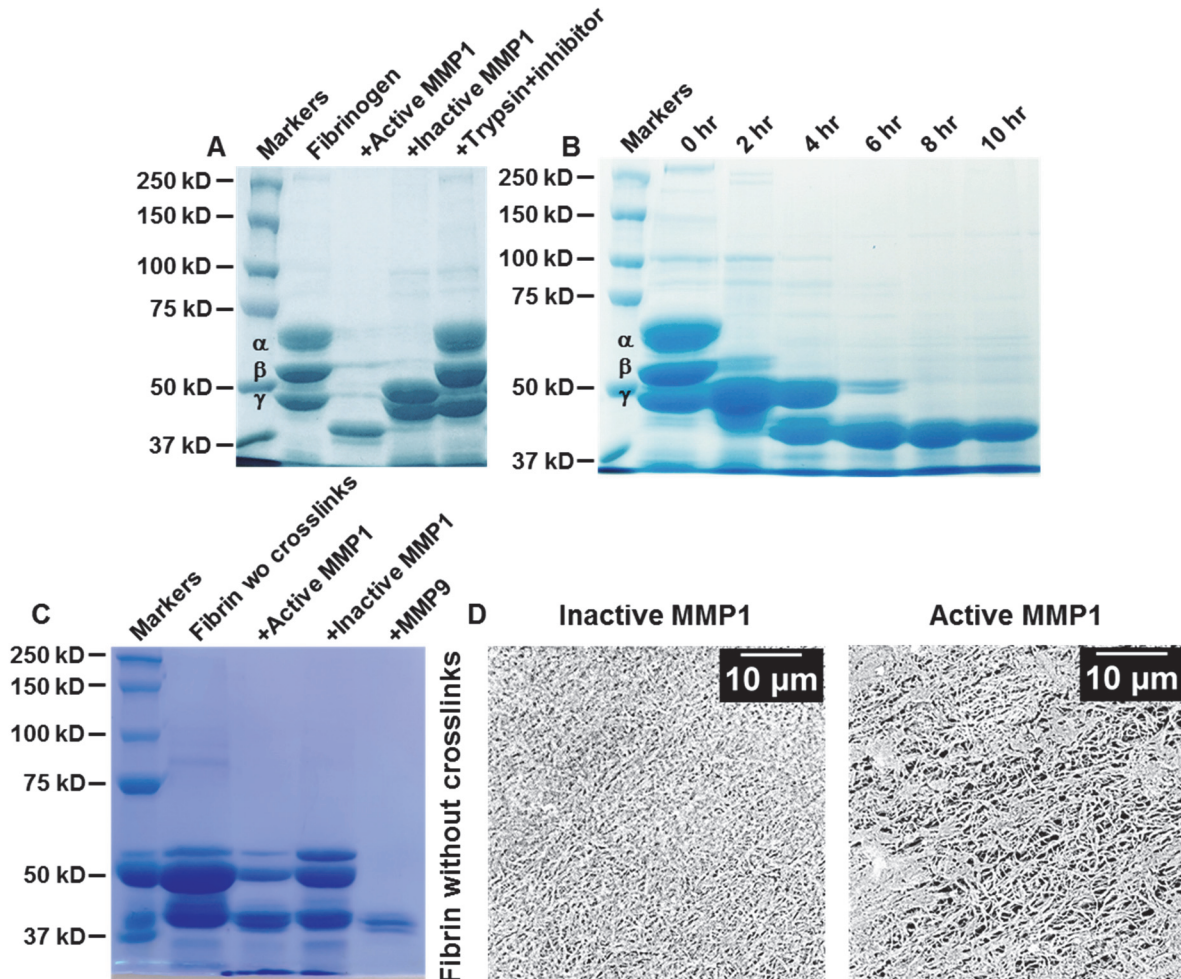 A
Markers
Fibrinogen
+Active MMP1
+Inactive MMP1
+Trypsin+inhibitor
250 kD
150 kD
100 kD
75 kD
α
β
50 kD
γ
37 kD
B
Markers
0 hr
2 hr
4 hr
6 hr
8 hr
10 hr
250 kD
150 kD
100 kD
75 kD
α
β
50 kD
γ
37 kD
C
Markers
Fibrin wo crosslinks
+Active MMP1
+Inactive MMP1
+MMP9
250 kD
150 kD
100 kD
75 kD
50 kD
37 kD
D
Inactive MMP1
Active MMP1
Fibrin without crosslinks
10 µm
10 µm